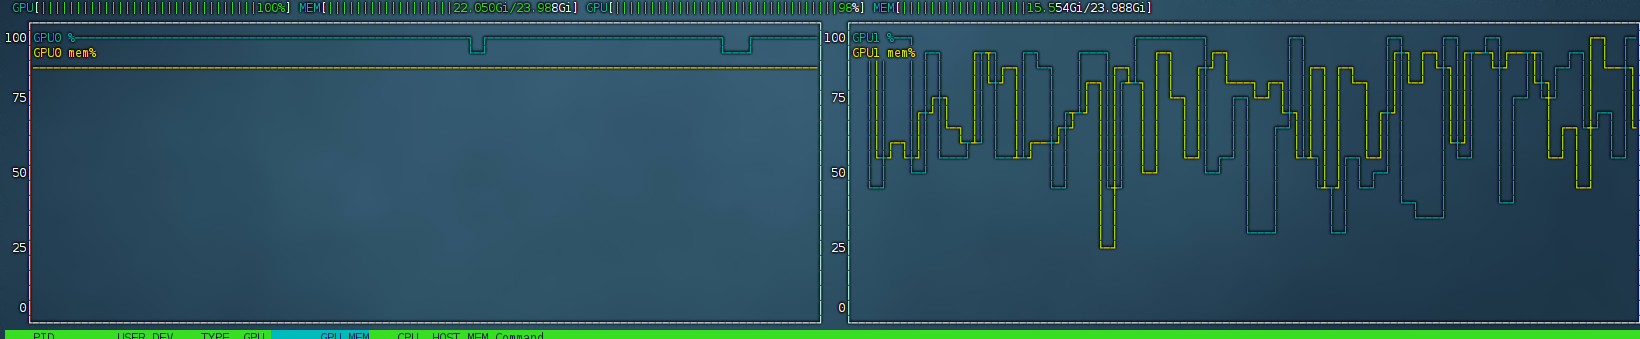 GPU[||||||||||||||||||||||||||||||100%] MEM[||||||||||||||||||22.050Gi/23.988Gi] GPU[|||||||||||||||||||||||||||||||98%] MEM[||||||||||||||||||15.554Gi/23.988Gi]
100 GPU0 % 100 GPU1 %
GPU0 mem% GPU1 mem%
75 75
50 50
25 25
0 0
PID USER DEV TYPE GPU GPU MEM CPU HOST MEM Command